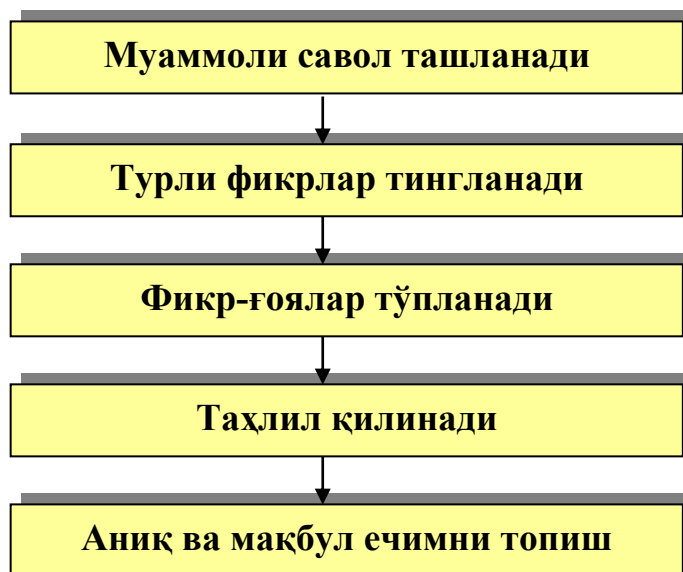 Муаммоли савол ташланади
Турли фикрлар тингланади
Фикр-ғоялар тўпланади
Таҳлил қилинади
Аниқ ва мақбул ечимни топиш